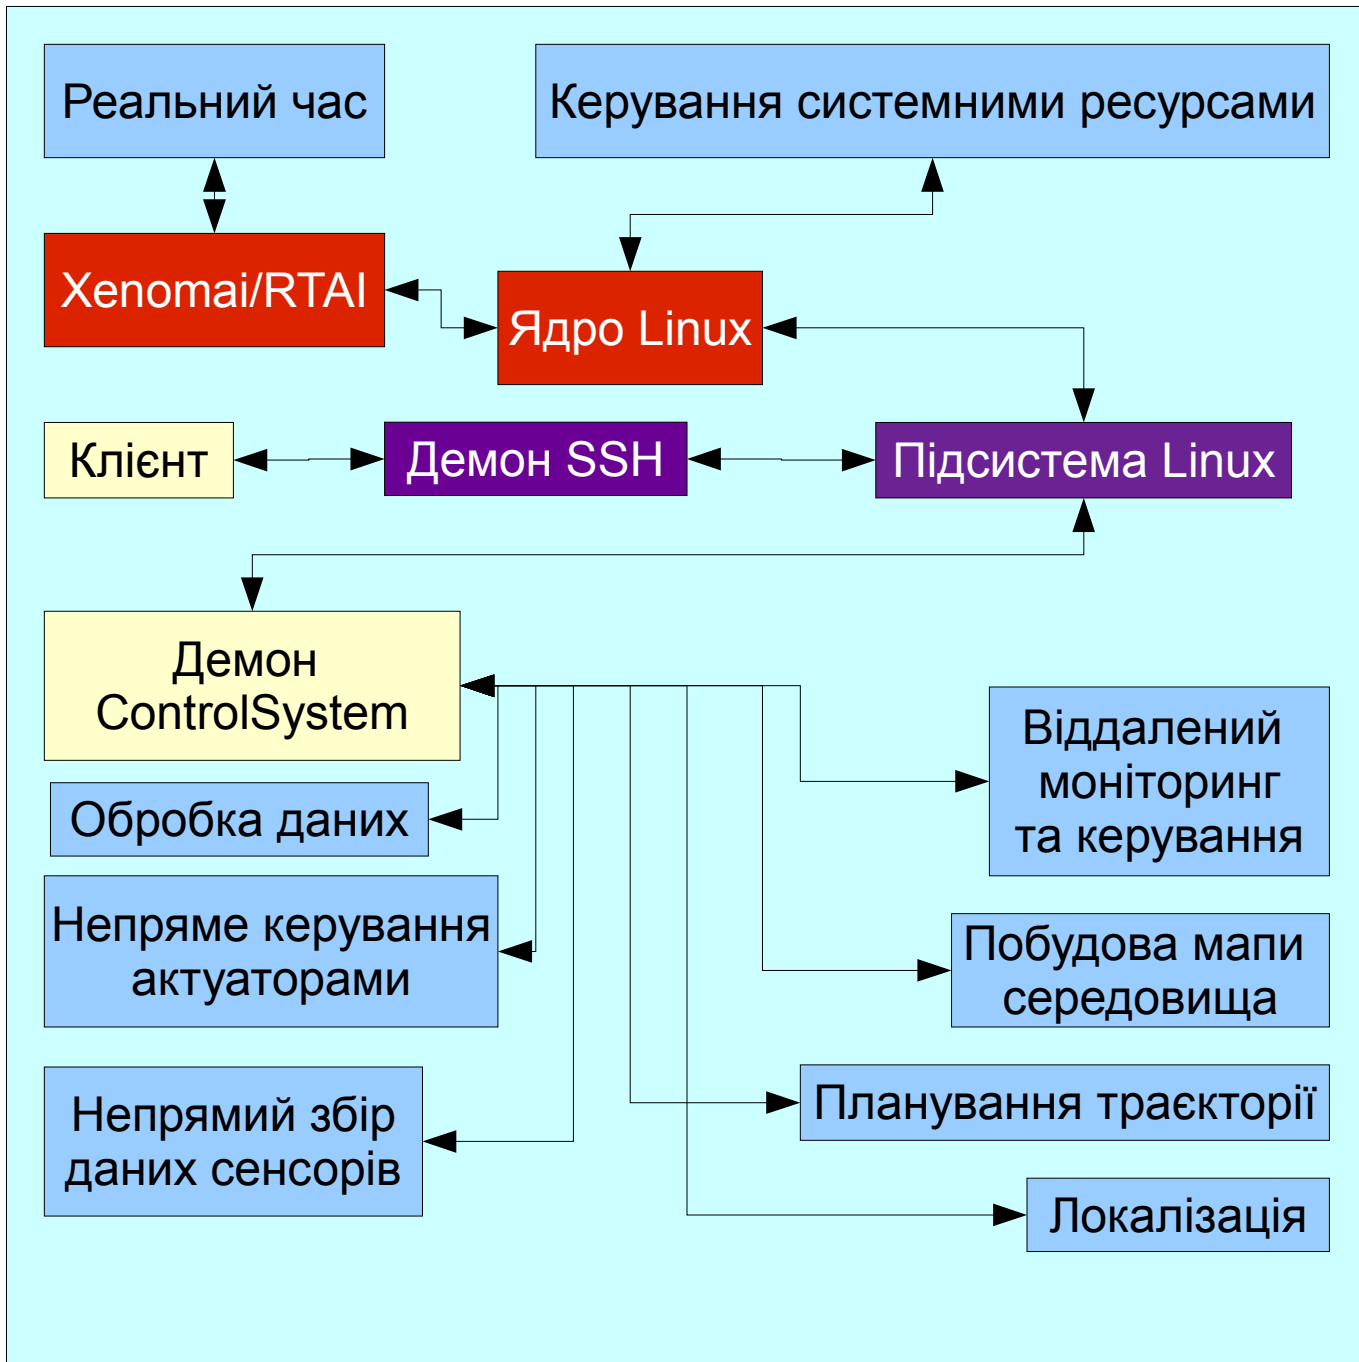 Реальний час
Керування системними ресурсами
Xenomai/RTAI
Ядро Linux
Клієнт
Демон SSH
Підсистема Linux
Демон
ControlSystem
Віддалений
моніторинг
та керування
Обробка даних
Непряме керування
актуаторами
Побудова мапи
середовища
Непрямий збір
даних сенсорів
Планування траєкторії
Локалізація